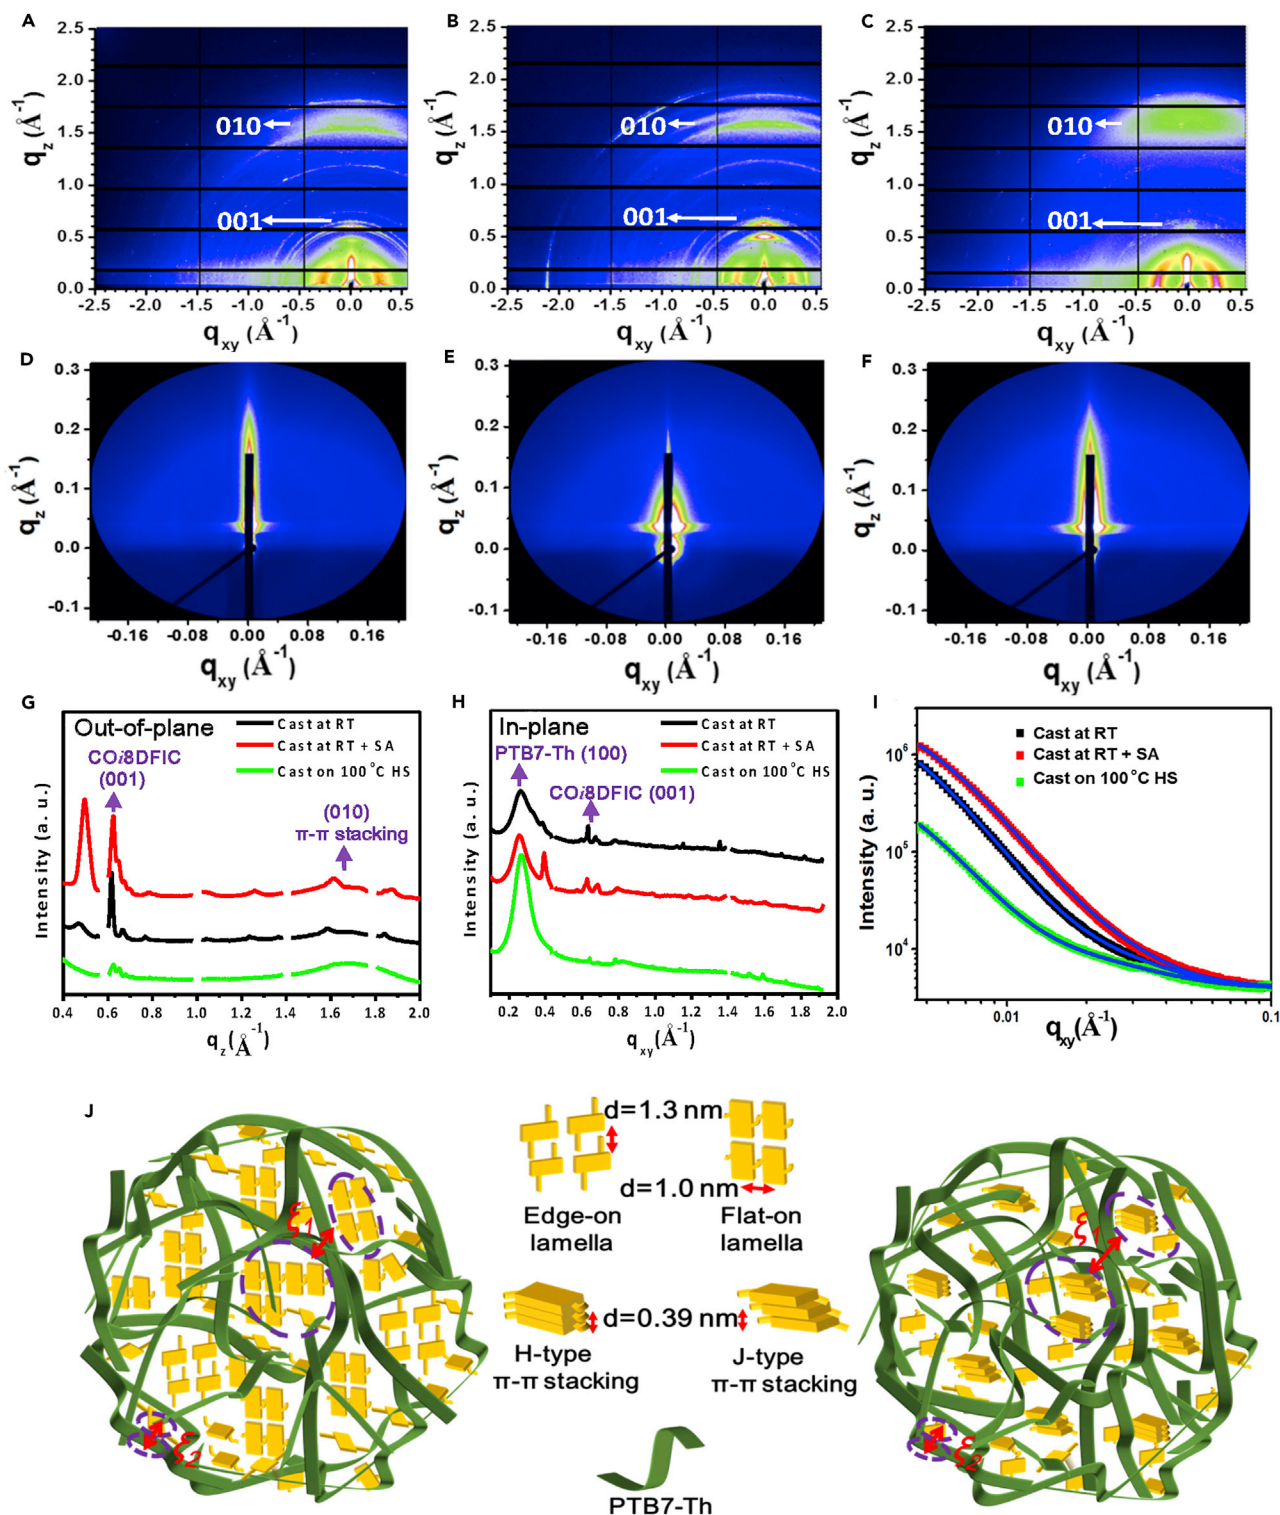 A
B
C
2.5
2.0
1.5
1.0
0.5
0.0
q_z (Å⁻¹)
010
001
-2.5 -2.0 -1.5 -1.0 -0.5 0.0 0.5
q_xy (Å⁻¹)
2.5
2.0
1.5
1.0
0.5
0.0
q_z (Å⁻¹)
010
001
-2.5 -2.0 -1.5 -1.0 -0.5 0.0 0.5
q_xy (Å⁻¹)
2.5
2.0
1.5
1.0
0.5
0.0
q_z (Å⁻¹)
010
001
-2.5 -2.0 -1.5 -1.0 -0.5 0.0 0.5
q_xy (Å⁻¹)
D
E
F
0.3
0.2
0.1
0.0
-0.1
q_z (Å⁻¹)
-0.16 -0.08 0.00 0.08 0.16
q_xy (Å⁻¹)
0.3
0.2
0.1
0.0
-0.1
q_z (Å⁻¹)
-0.16 -0.08 0.00 0.08 0.16
q_xy (Å⁻¹)
0.3
0.2
0.1
0.0
-0.1
q_z (Å⁻¹)
-0.16 -0.08 0.00 0.08 0.16
q_xy (Å⁻¹)
G
Out-of-plane
Cast at RT
Cast at RT + SA
Cast on 100 °C HS
COi8DFIC
(001)
(010)
π-π stacking
Intensity (a. u.)
0.4 0.6 0.8 1.0 1.2 1.4 1.6 1.8 2.0
q_z (Å⁻¹)
H
In-plane
Cast at RT
Cast at RT + SA
Cast on 100 °C HS
PTB7-Th (100)
COi8DFIC (001)
Intensity (a. u.)
0.2 0.4 0.6 0.8 1.0 1.2 1.4 1.6 1.8 2.0
q_xy (Å⁻¹)
I
Cast at RT
Cast at RT + SA
Cast on 100 °C HS
10⁶
10⁵
10⁴
Intensity (a. u.)
0.01 0.1
q_xy (Å⁻¹)
J
ξ1
ξ2
d=1.3 nm
d=1.0 nm
Edge-on
lamella
Flat-on
lamella
d=0.39 nm
H-type
π-π stacking
J-type
π-π stacking
PTB7-Th
ξ1
ξ2